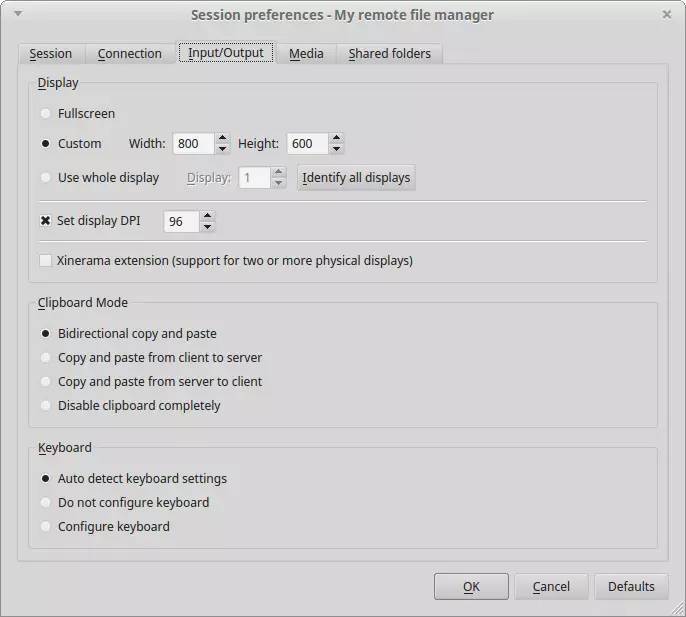 Session preferences - My remote file manager
Session Connection Input/Output Media Shared folders
Display
Fullscreen
Custom Width: 800 Height: 600
Use whole display Display: 1 Identify all displays
Set display DPI 96
Xinerama extension (support for two or more physical displays)
Clipboard Mode
Bidirectional copy and paste
Copy and paste from client to server
Copy and paste from server to client
Disable clipboard completely
Keyboard
Auto detect keyboard settings
Do not configure keyboard
Configure keyboard
OK Cancel Defaults